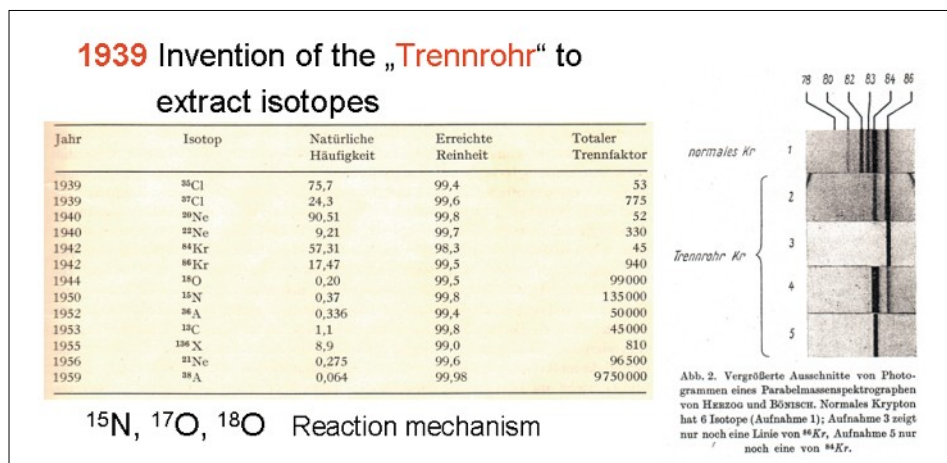 1939 Invention of the „Trennrohr“ to
extract isotopes
Jahr Isotop Natürliche Häufigkeit Erreichte Reinheit Totaler Trennfaktor
1939 ³⁵Cl 75,7 99,4 53
1939 ³⁷Cl 24,3 99,6 775
1940 ²⁰Ne 90,51 99,8 52
1940 ²²Ne 9,21 99,7 330
1942 ⁸⁴Kr 57,31 98,3 45
1942 ⁸⁶Kr 17,47 99,5 940
1944 ¹⁸O 0,20 99,5 99000
1950 ¹⁵N 0,37 99,8 135000
1952 ³⁶A 0,336 99,4 50000
1953 ¹³C 1,1 99,8 45000
1955 ¹³⁶X 8,9 99,0 810
1956 ²¹Ne 0,275 99,6 96500
1959 ³⁸A 0,064 99,98 9750000
¹⁵N, ¹⁷O, ¹⁸O Reaction mechanism
78 80 82 83 84 86
normales Kr 1
2
3
Trennrohr Kr
4
5
Abb. 2. Vergrößerte Ausschnitte von Photo-
grammen eines Parabelmassenspektrographen
von HERZOG und BÖNISCH. Normales Krypton
hat 6 Isotope (Aufnahme 1); Aufnahme 3 zeigt
nur noch eine Linie von ⁸⁶Kr, Aufnahme 5 nur
noch eine von ⁸⁴Kr.